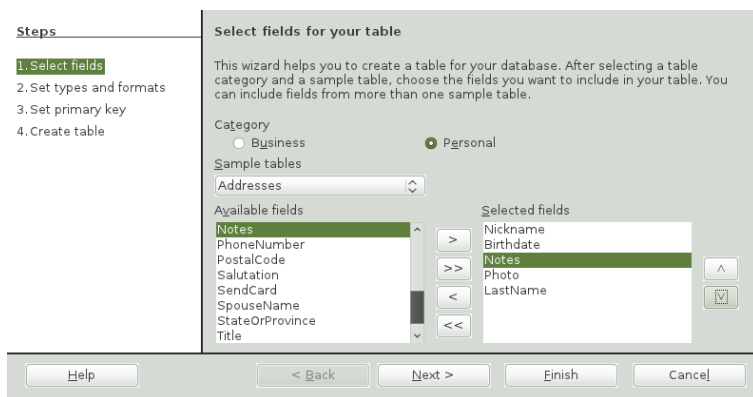 Steps
1. Select fields
2. Set types and formats
3. Set primary key
4. Create table
Select fields for your table
This wizard helps you to create a table for your database. After selecting a table
category and a sample table, choose the fields you want to include in your table. You
can include fields from more than one sample table.
Category
Business
Personal
Sample tables
Addresses
Available fields
Notes
PhoneNumber
PostalCode
Salutation
SendCard
SpouseName
StateOrProvince
Title
>
>>
<
<<
Selected fields
Nickname
Birthdate
Notes
Photo
LastName
Help
< Back
Next >
Finish
Cancel